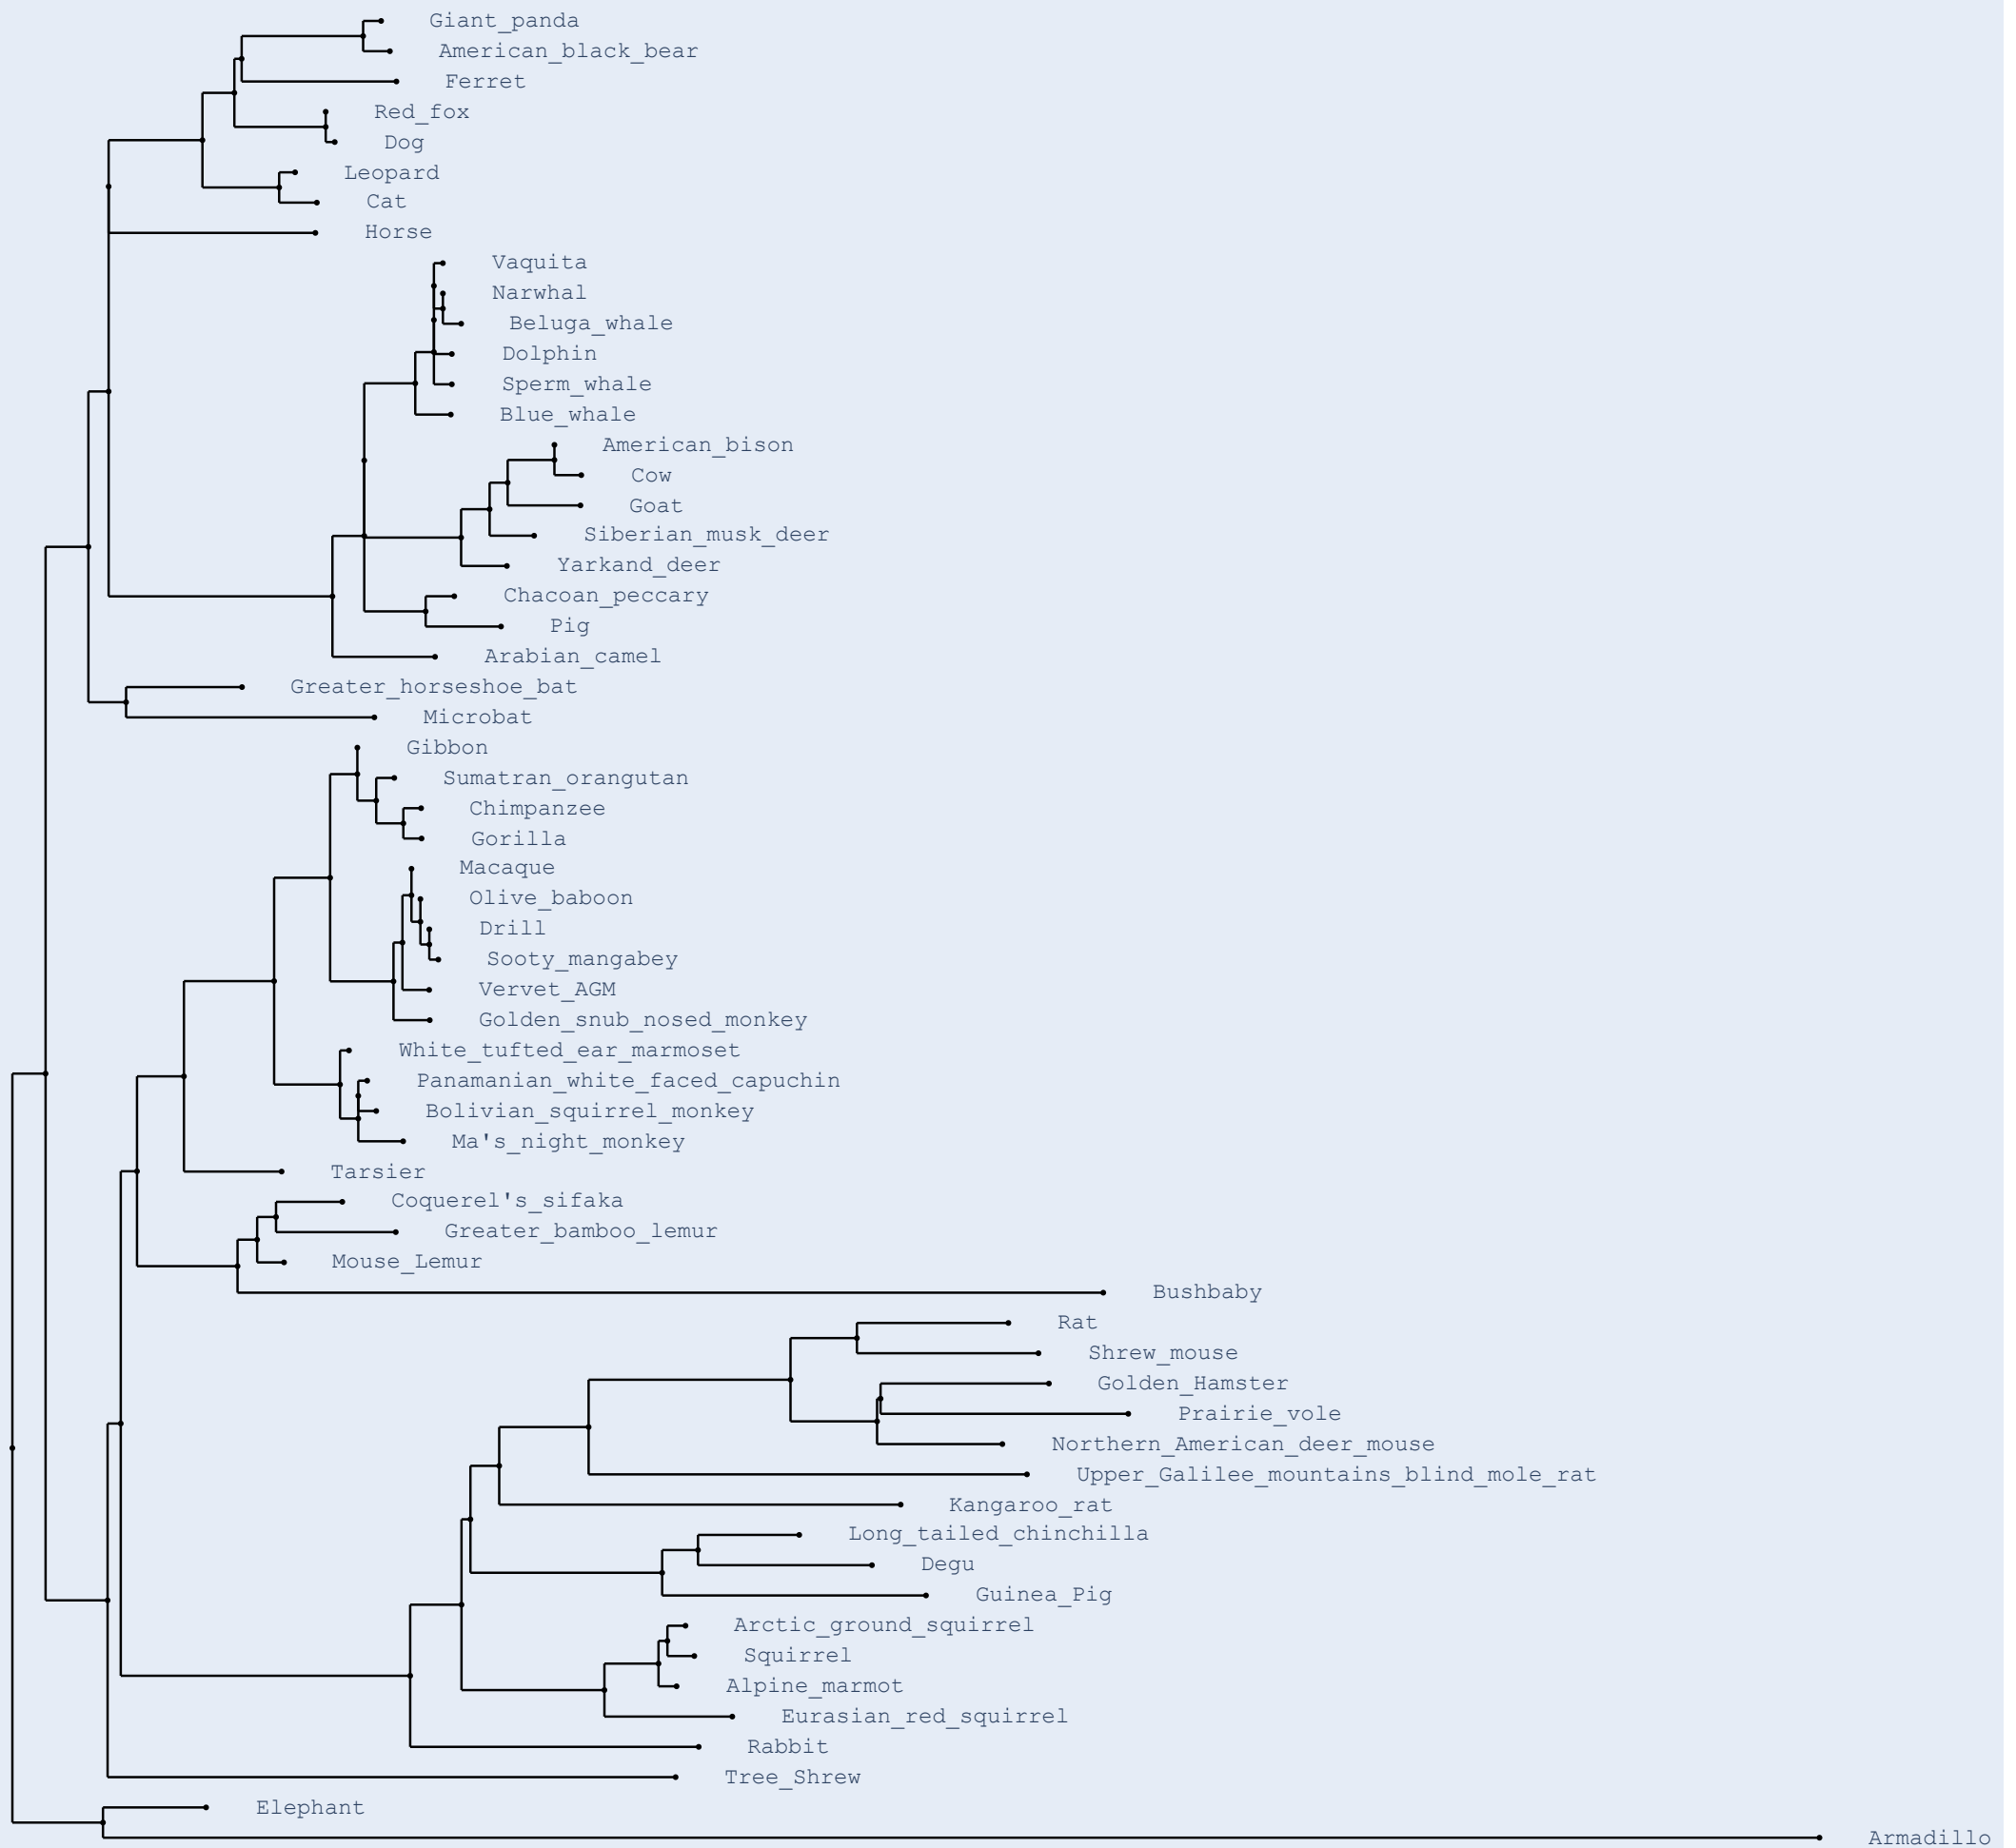 Giant_panda
American_black_bear
Ferret
Red_fox
Dog
Leopard
Cat
Horse
Vaquita
Narwhal
Beluga_whale
Dolphin
Sperm_whale
Blue_whale
American_bison
Cow
Goat
Siberian_musk_deer
Yarkand_deer
Chacoan_peccary
Pig
Arabian_camel
Greater_horseshoe_bat
Microbat
Gibbon
Sumatran_orangutan
Chimpanzee
Gorilla
Macaque
Olive_baboon
Drill
Sooty_mangabey
Vervet_AGM
Golden_snub_nosed_monkey
White_tufted_ear_marmoset
Panamanian_white_faced_capuchin
Bolivian_squirrel_monkey
Ma's_night_monkey
Tarsier
Coquerel's_sifaka
Greater_bamboo_lemur
Mouse_Lemur
Bushbaby
Rat
Shrew_mouse
Golden_Hamster
Prairie_vole
Northern_American_deer_mouse
Upper_Galilee_mountains_blind_mole_rat
Kangaroo_rat
Long_tailed_chinchilla
Degu
Guinea_Pig
Arctic_ground_squirrel
Squirrel
Alpine_marmot
Eurasian_red_squirrel
Rabbit
Tree_Shrew
Elephant
Armadillo